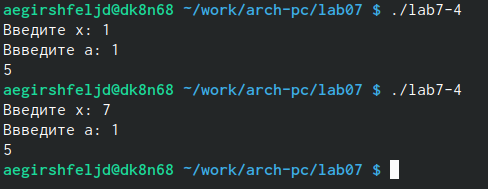 aegirshfeljd@dk8n68 ~/work/arch-pc/lab07 $ ./lab7-4
Введите x: 1
Ввведите а: 1
5
aegirshfeljd@dk8n68 ~/work/arch-pc/lab07 $ ./lab7-4
Введите x: 7
Ввведите а: 1
5
aegirshfeljd@dk8n68 ~/work/arch-pc/lab07 $